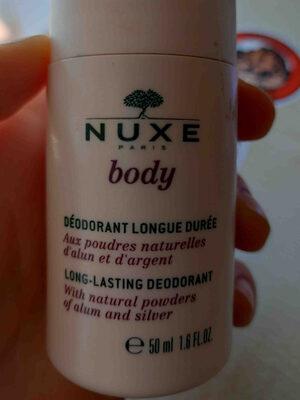 NUXE
PARIS
body
DÉODORANT LONGUE DURÉE
Aux poudres naturelles
d'alun et d'argent
LONG-LASTING DEODORANT
With natural powders
of alum and silver
℮ 50 ml 1.6 FL.OZ.